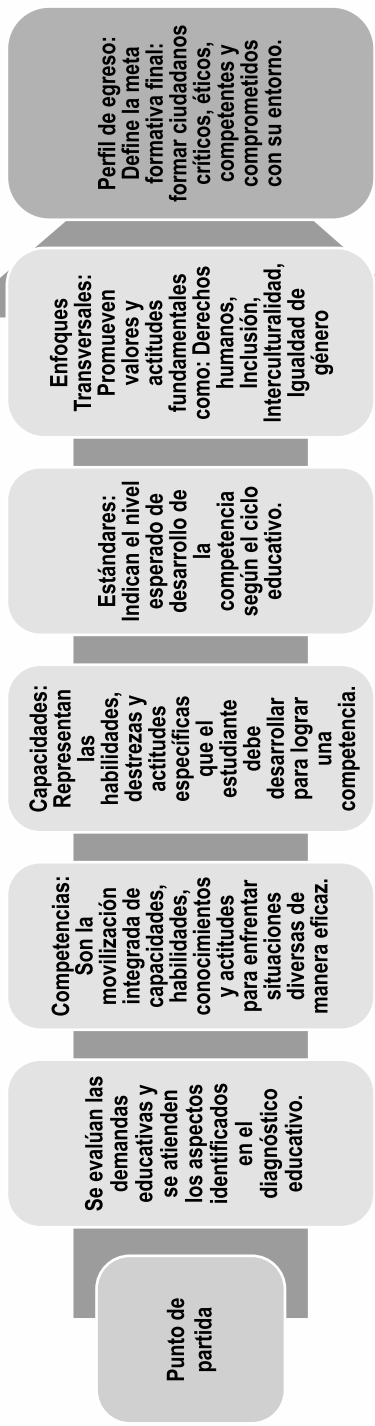 Punto de
partida
Se evalúan las
demandas
educativas y
se atienden
los aspectos
identificados
en el
diagnóstico
educativo.
Competencias:
Son la
movilización
integrada de
capacidades,
habilidades,
conocimientos
y actitudes
para enfrentar
situaciones
diversas de
manera eficaz.
Capacidades:
Representan
las
habilidades,
destrezas y
actitudes
específicas
que el
estudiante
debe
desarrollar
para lograr
una
competencia.
Estándares:
Indican el nivel
esperado de
desarrollo de
la
competencia
según el ciclo
educativo.
Enfoques
Transversales:
Promueven
valores y
actitudes
fundamentales
como: Derechos
humanos,
Inclusión,
Interculturalidad,
Igualdad de
género
Perfil de egreso:
Define la meta
formativa final:
formar ciudadanos
críticos, éticos,
competentes y
comprometidos
con su entorno.